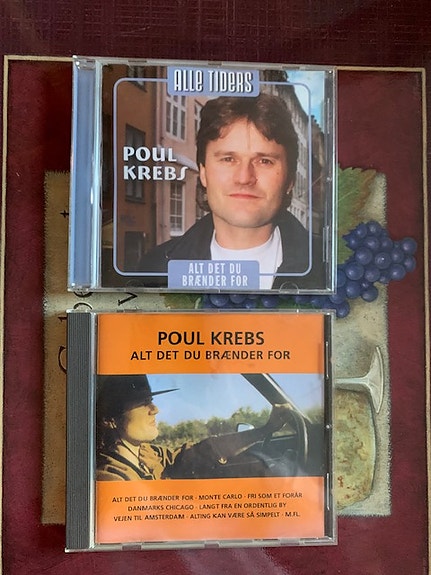 ALLE TIDERS
POUL
KREBS
ALT DET DU
BRÆNDER FOR
POUL KREBS
ALT DET DU BRÆNDER FOR
ALT DET DU BRÆNDER FOR · MONTE CARLO · FRI SOM ET FORÅR
DANMARKS CHICAGO · LANGT FRA EN ORDENTLIG BY
VEJEN TIL AMSTERDAM · ALTING KAN VÆRE SÅ SIMPELT · M.FL.